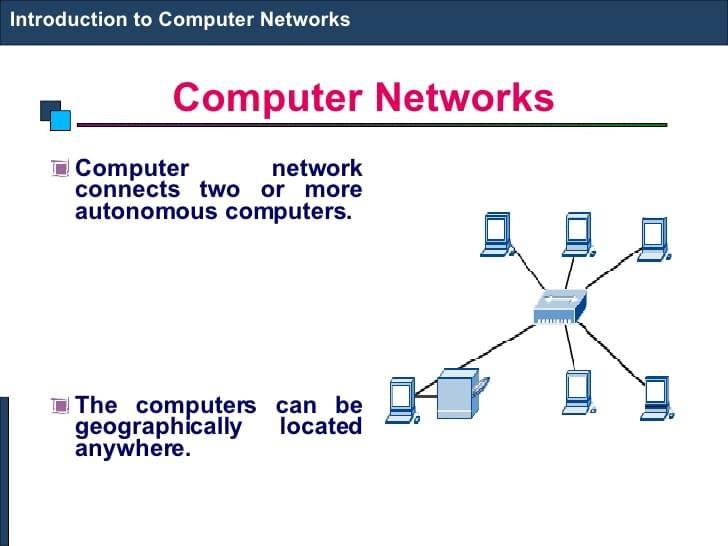 Introduction to Computer Networks
Computer Networks
Computer network
connects two or more
autonomous computers.
The computers can be
geographically located
anywhere.